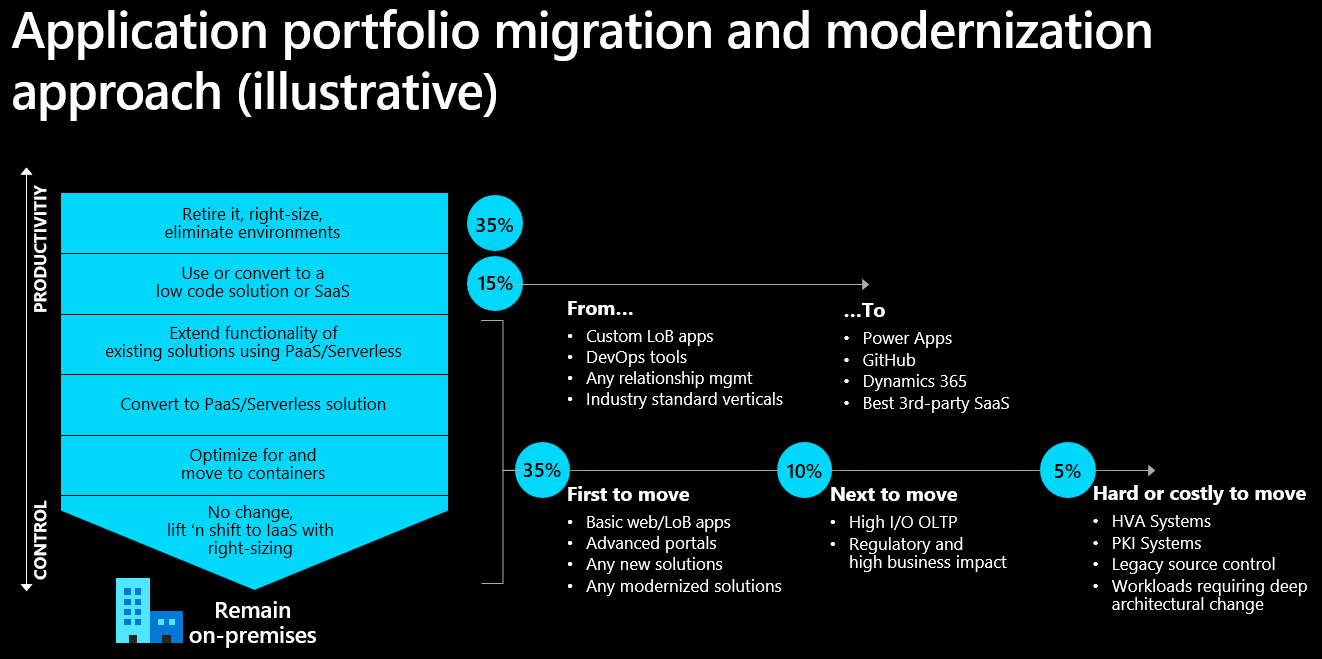 Application portfolio migration and modernization
approach (illustrative)
PRODUCTIVITIY
CONTROL
Retire it, right-size,
eliminate environments
35%
Use or convert to a
low code solution or SaaS
15%
Extend functionality of
existing solutions using PaaS/Serverless
Convert to PaaS/Serverless solution
Optimize for and
move to containers
No change,
lift ‘n shift to IaaS with
right-sizing
Remain
on-premises
From...
• Custom LoB apps
• DevOps tools
• Any relationship mgmt
• Industry standard verticals
...To
• Power Apps
• GitHub
• Dynamics 365
• Best 3rd-party SaaS
35%
First to move
• Basic web/LoB apps
• Advanced portals
• Any new solutions
• Any modernized solutions
10%
Next to move
• High I/O OLTP
• Regulatory and
high business impact
5%
Hard or costly to move
• HVA Systems
• PKI Systems
• Legacy source control
• Workloads requiring deep
architectural change